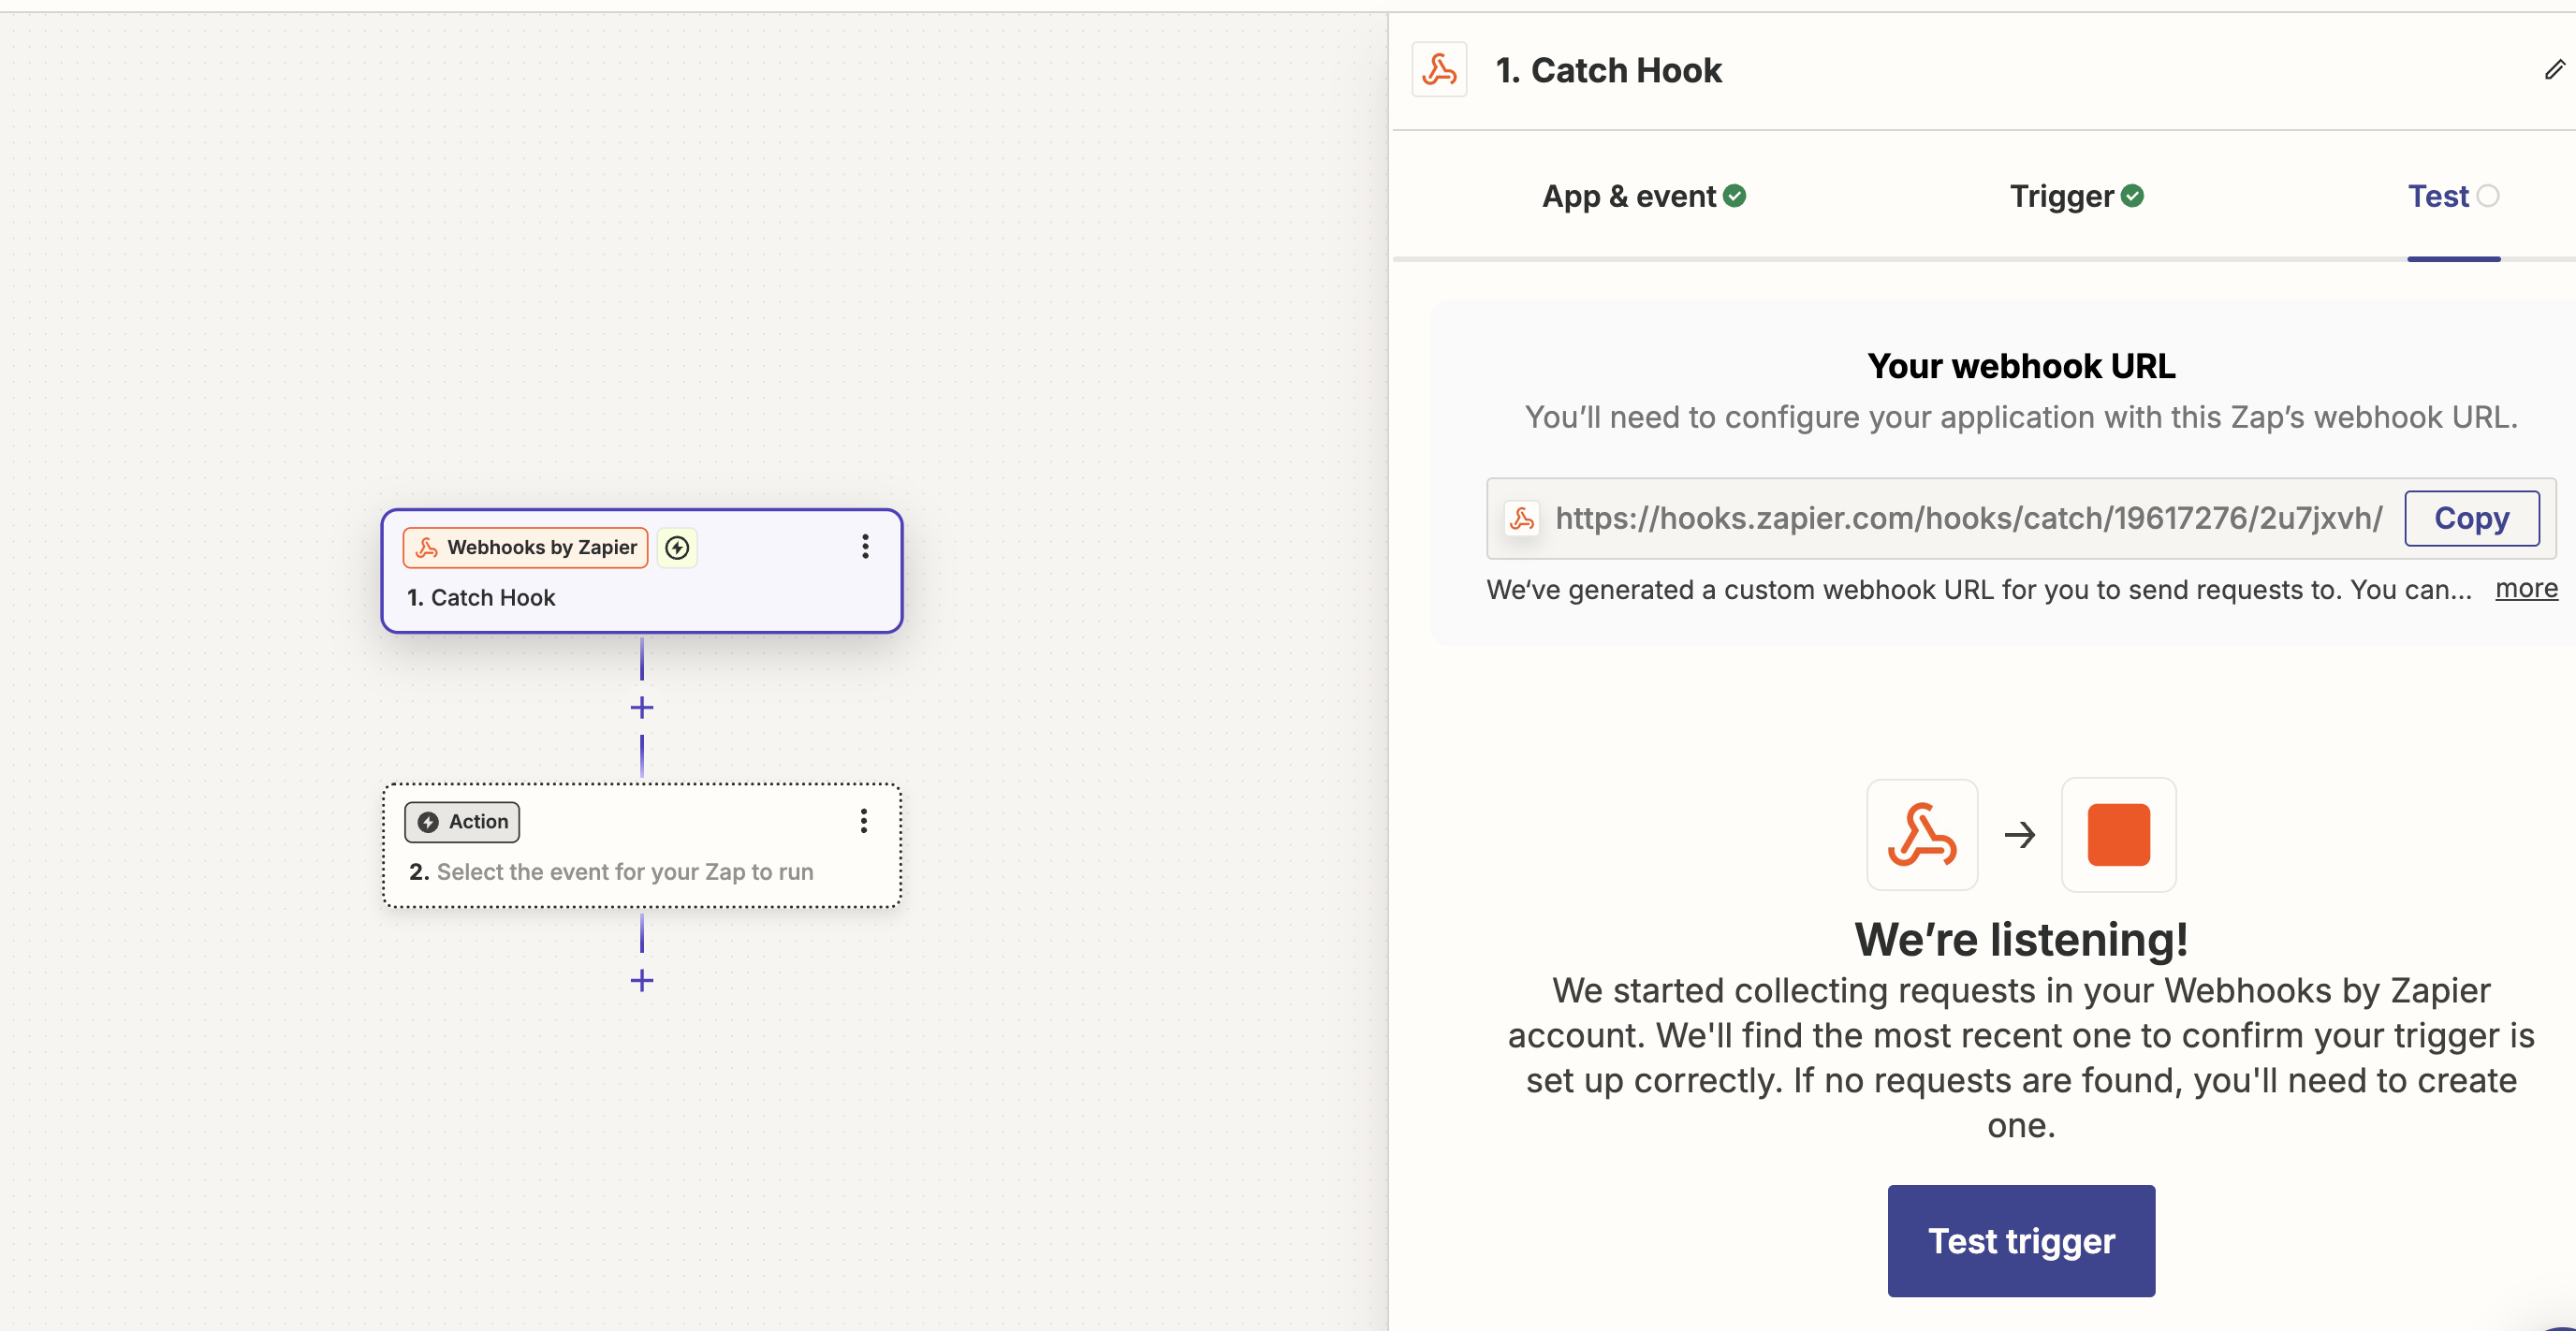 Webhooks by Zapier
1. Catch Hook
Action
2. Select the event for your Zap to run
1. Catch Hook
App & event
Trigger
Test
Your webhook URL
You’ll need to configure your application with this Zap’s webhook URL.
https://hooks.zapier.com/hooks/catch/19617276/2u7jxvh/
Copy
We’ve generated a custom webhook URL for you to send requests to. You can... more
We’re listening!
We started collecting requests in your Webhooks by Zapier
account. We'll find the most recent one to confirm your trigger is
set up correctly. If no requests are found, you'll need to create
one.
Test trigger